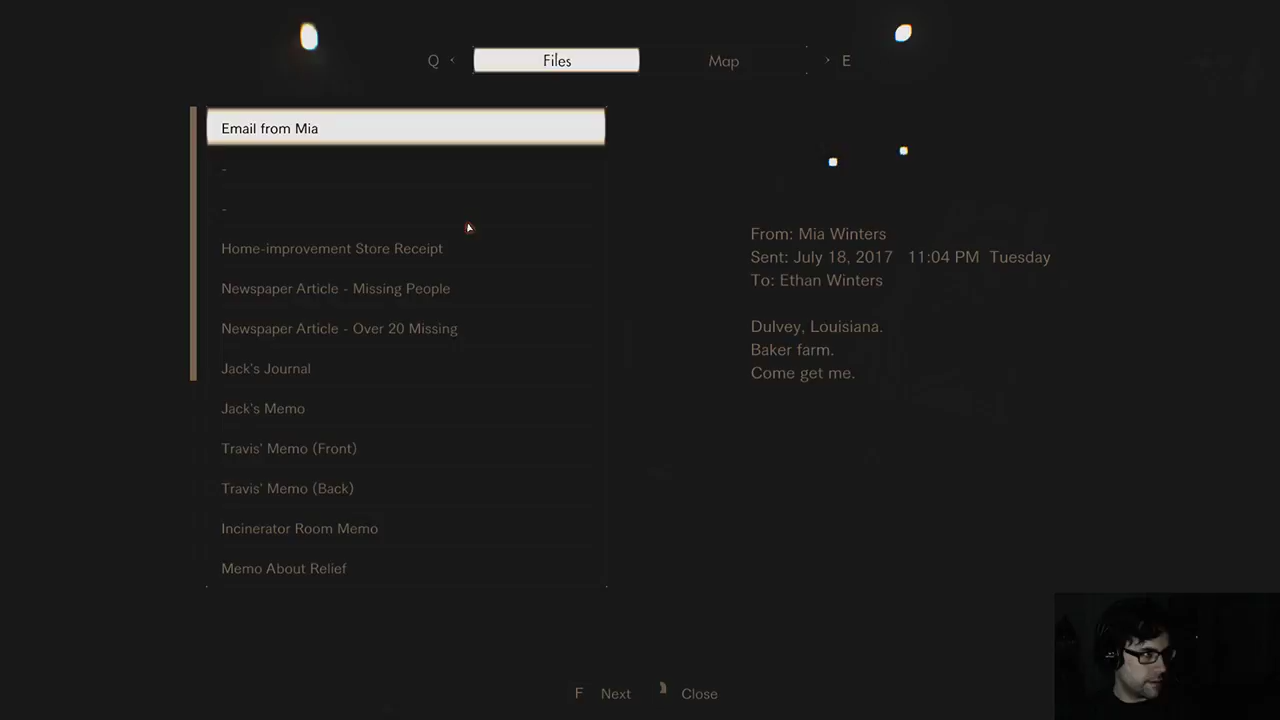 Q < Files Map > E
Email from Mia
-
-
Home-improvement Store Receipt
Newspaper Article - Missing People
Newspaper Article - Over 20 Missing
Jack's Journal
Jack's Memo
Travis' Memo (Front)
Travis' Memo (Back)
Incinerator Room Memo
Memo About Relief
From: Mia Winters
Sent: July 18, 2017 11:04 PM Tuesday
To: Ethan Winters
Dulvey, Louisiana.
Baker farm.
Come get me.
F Next Close